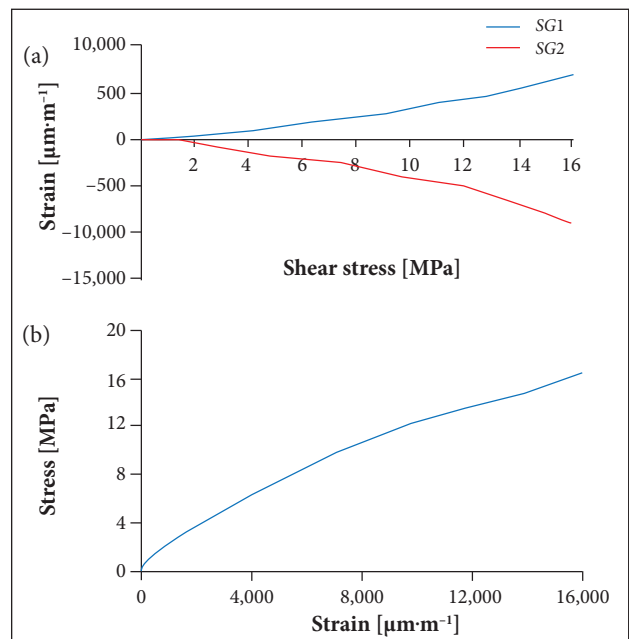 (a)
SG1
SG2
Strain [µm·m⁻¹]
10,000
500
0
–500
–10,000
–15,000
2 4 6 8 10 12 14 16
Shear stress [MPa]
(b)
Stress [MPa]
20
16
12
8
4
0
0 4,000 8,000 12,000 16,000
Strain [µm·m⁻¹]